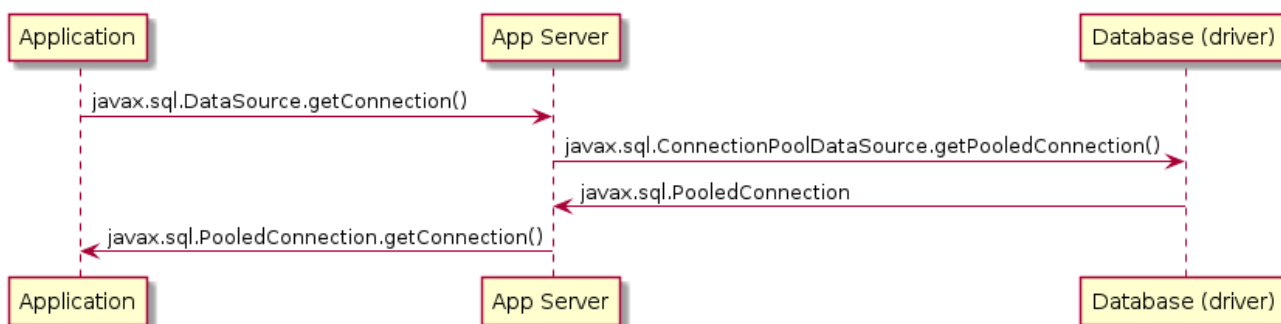 Application
App Server
Database (driver)
javax.sql.DataSource.getConnection()
javax.sql.ConnectionPoolDataSource.getPooledConnection()
javax.sql.PooledConnection
javax.sql.PooledConnection.getConnection()
Application
App Server
Database (driver)